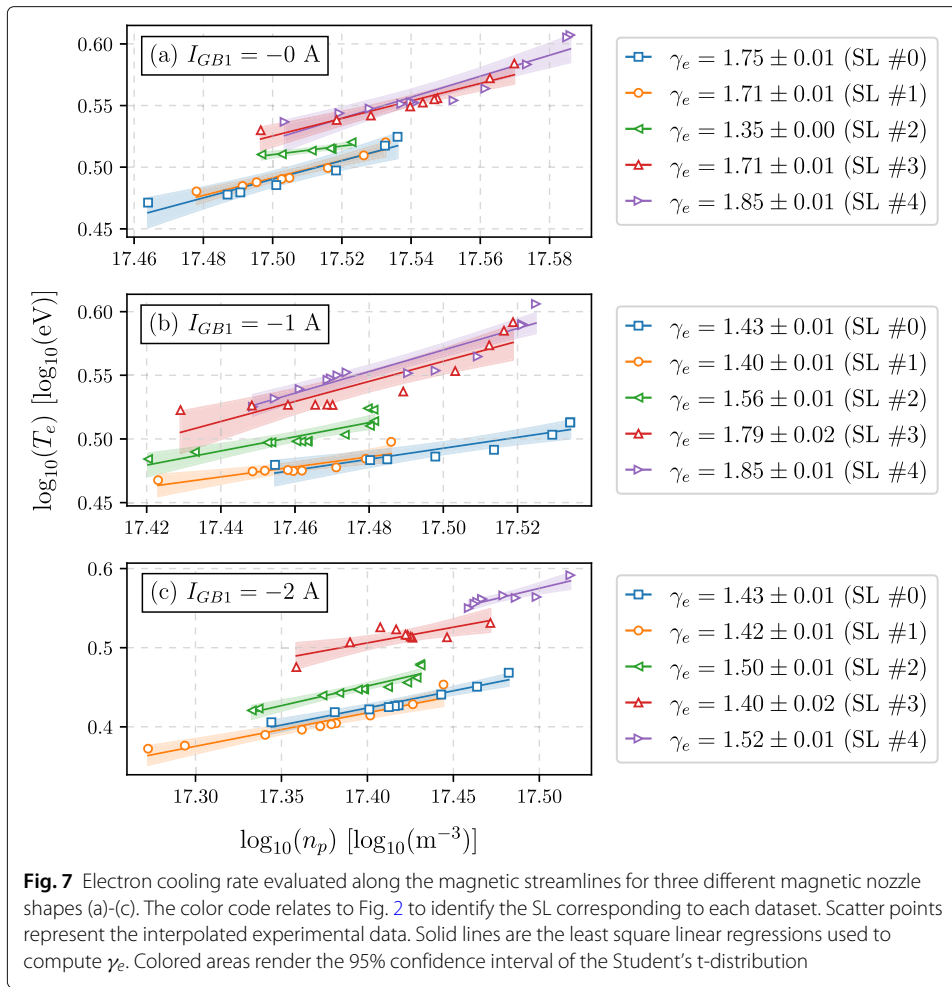 (a) I_{GB1} = −0 A
0.60
0.55
0.50
0.45
17.46 17.48 17.50 17.52 17.54 17.56 17.58
γ_e = 1.75 ± 0.01 (SL #0)
γ_e = 1.71 ± 0.01 (SL #1)
γ_e = 1.35 ± 0.00 (SL #2)
γ_e = 1.71 ± 0.01 (SL #3)
γ_e = 1.85 ± 0.01 (SL #4)
log₁₀(T_e) [log₁₀(eV)]
(b) I_{GB1} = −1 A
0.60
0.55
0.50
0.45
17.42 17.44 17.46 17.48 17.50 17.52
γ_e = 1.43 ± 0.01 (SL #0)
γ_e = 1.40 ± 0.01 (SL #1)
γ_e = 1.56 ± 0.01 (SL #2)
γ_e = 1.79 ± 0.02 (SL #3)
γ_e = 1.85 ± 0.01 (SL #4)
(c) I_{GB1} = −2 A
0.6
0.5
0.4
17.30 17.35 17.40 17.45 17.50
γ_e = 1.43 ± 0.01 (SL #0)
γ_e = 1.42 ± 0.01 (SL #1)
γ_e = 1.50 ± 0.01 (SL #2)
γ_e = 1.40 ± 0.02 (SL #3)
γ_e = 1.52 ± 0.01 (SL #4)
log₁₀(n_p) [log₁₀(m⁻³)]
Fig. 7 Electron cooling rate evaluated along the magnetic streamlines for three different magnetic nozzle
shapes (a)-(c). The color code relates to Fig. 2 to identify the SL corresponding to each dataset. Scatter points
represent the interpolated experimental data. Solid lines are the least square linear regressions used to
compute γ_e. Colored areas render the 95% confidence interval of the Student's t-distribution